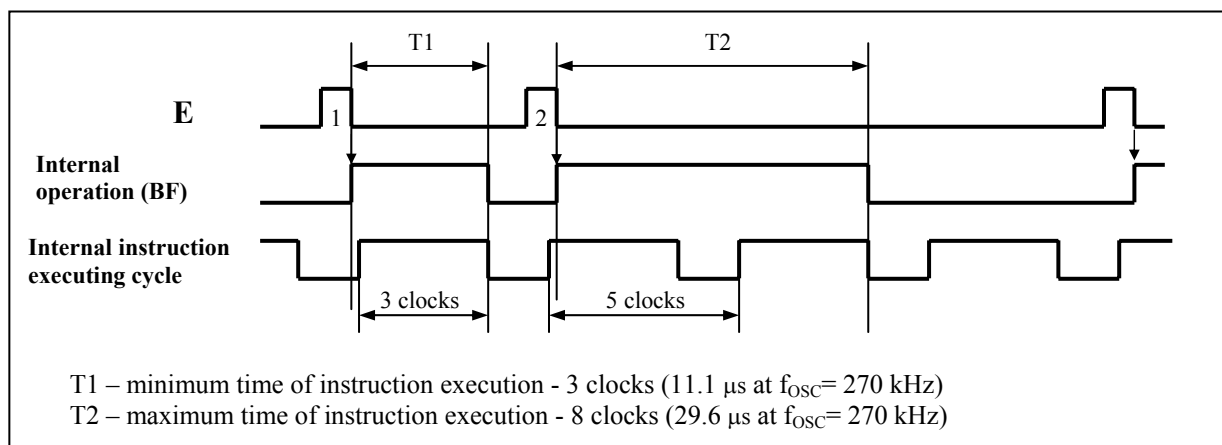 T1
T2
E
1
2
Internal
operation (BF)
Internal instruction
executing cycle
3 clocks
5 clocks
T1 – minimum time of instruction execution - 3 clocks (11.1 μs at fOSC= 270 kHz)
T2 – maximum time of instruction execution - 8 clocks (29.6 μs at fOSC= 270 kHz)